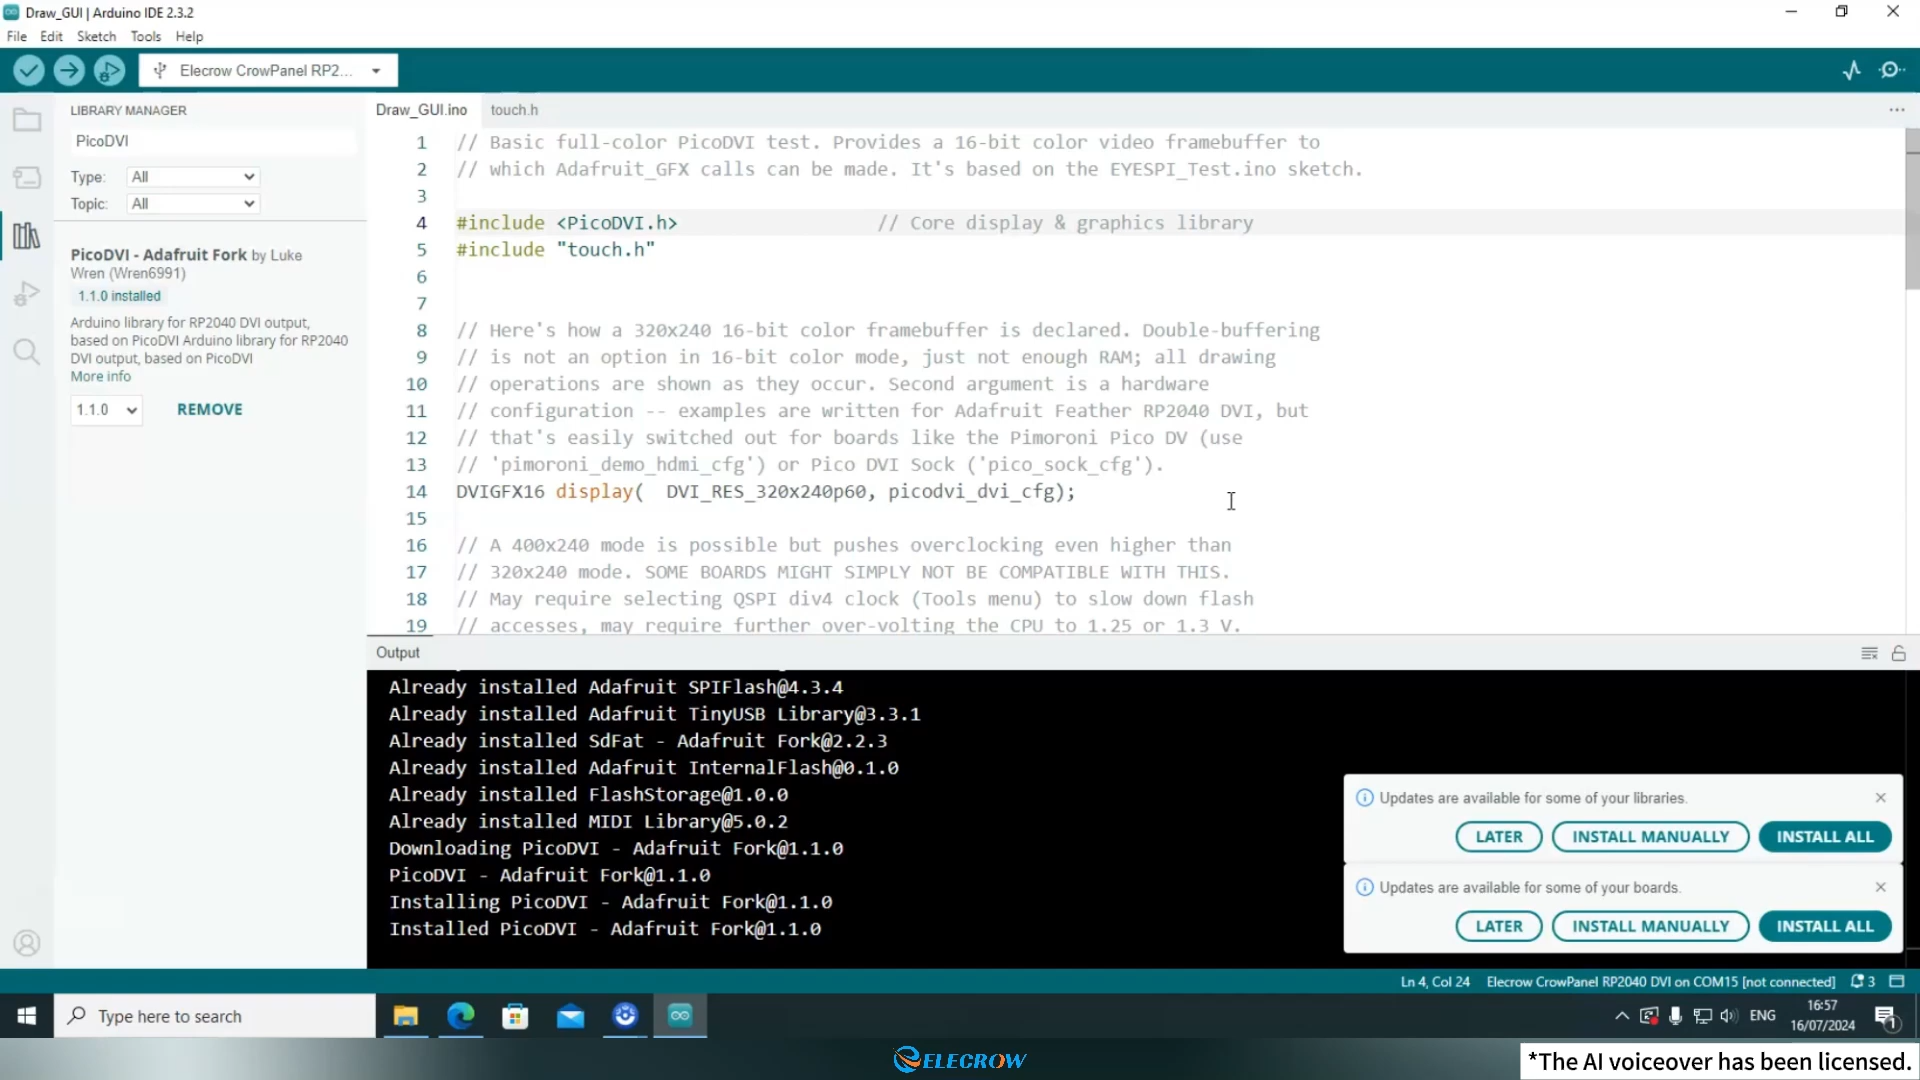 Draw_GUI | Arduino IDE 2.3.2
File Edit Sketch Tools Help
Elecrow CrowPanel RP2...
LIBRARY MANAGER
PicoDVI
Type: All
Topic: All
PicoDVI - Adafruit Fork by Luke
Wren (Wren6991)
1.1.0 installed
Arduino library for RP2040 DVI output,
based on PicoDVI Arduino library for RP2040
DVI output, based on PicoDVI
More info
1.1.0 REMOVE
Draw_GUI.ino touch.h
1 // Basic full-color PicoDVI test. Provides a 16-bit color video framebuffer to
2 // which Adafruit_GFX calls can be made. It's based on the EYESPI_Test.ino sketch.
3
4 #include <PicoDVI.h> // Core display & graphics library
5 #include "touch.h"
6
7
8 // Here's how a 320x240 16-bit color framebuffer is declared. Double-buffering
9 // is not an option in 16-bit color mode, just not enough RAM; all drawing
10 // operations are shown as they occur. Second argument is a hardware
11 // configuration -- examples are written for Adafruit Feather RP2040 DVI, but
12 // that's easily switched out for boards like the Pimoroni Pico DV (use
13 // 'pimoroni_demo_hdmi_cfg') or Pico DVI Sock ('pico_sock_cfg').
14 DVIGFX16 display( DVI_RES_320x240p60, picodvi_dvi_cfg);
15
16 // A 400x240 mode is possible but pushes overclocking even higher than
17 // 320x240 mode. SOME BOARDS MIGHT SIMPLY NOT BE COMPATIBLE WITH THIS.
18 // May require selecting QSPI div4 clock (Tools menu) to slow down flash
19 // accesses, may require further over-volting the CPU to 1.25 or 1.3 V.
Output
Already installed Adafruit SPIFlash@4.3.4
Already installed Adafruit TinyUSB Library@3.3.1
Already installed SdFat - Adafruit Fork@2.2.3
Already installed Adafruit InternalFlash@0.1.0
Already installed FlashStorage@1.0.0
Already installed MIDI Library@5.0.2
Downloading PicoDVI - Adafruit Fork@1.1.0
PicoDVI - Adafruit Fork@1.1.0
Installing PicoDVI - Adafruit Fork@1.1.0
Installed PicoDVI - Adafruit Fork@1.1.0
Updates are available for some of your libraries.
LATER INSTALL MANUALLY INSTALL ALL
Updates are available for some of your boards.
LATER INSTALL MANUALLY INSTALL ALL
Ln 4, Col 24 Elecrow CrowPanel RP2040 DVI on COM15 [not connected] 3
Type here to search
ENG
16:57
16/07/2024
1
ELECROW
*The AI voiceover has been licensed.